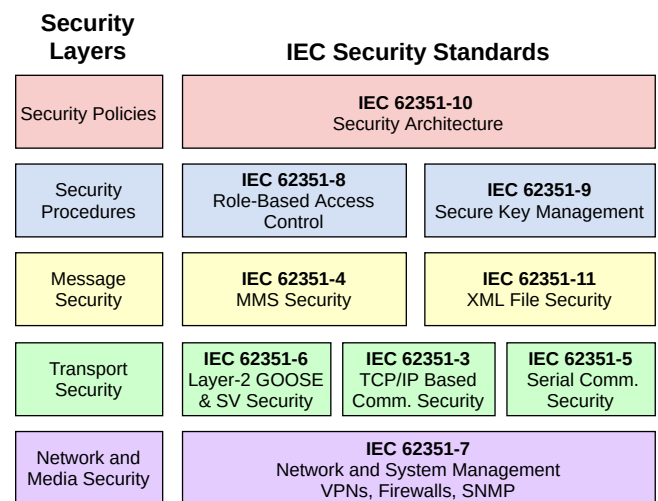 Security
Layers
IEC Security Standards
Security Policies
IEC 62351-10
Security Architecture
Security
Procedures
IEC 62351-8
Role-Based Access
Control
IEC 62351-9
Secure Key Management
Message
Security
IEC 62351-4
MMS Security
IEC 62351-11
XML File Security
Transport
Security
IEC 62351-6
Layer-2 GOOSE
& SV Security
IEC 62351-3
TCP/IP Based
Comm. Security
IEC 62351-5
Serial Comm.
Security
Network and
Media Security
IEC 62351-7
Network and System Management
VPNs, Firewalls, SNMP